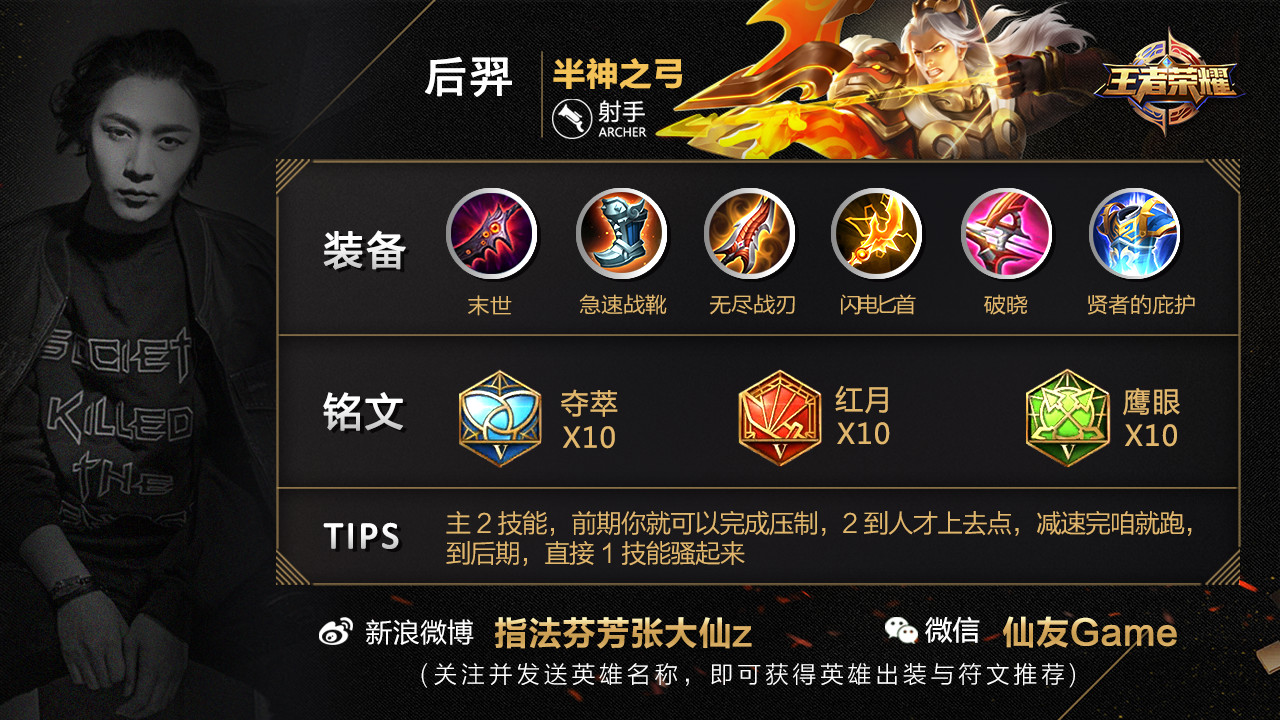 后羿
半神之弓
射手
ARCHER
王者荣耀
装备
末世
急速战靴
无尽战刃
闪电匕首
破晓
贤者的庇护
铭文
V
夺萃
X10
V
红月
X10
V
鹰眼
X10
TIPS
主2技能，前期你就可以完成压制，2到人才上去点，减速完咱就跑，
到后期，直接1技能骚起来
新浪微博 指法芬芳张大仙z
微信 仙友Game
（关注并发送英雄名称，即可获得英雄出装与符文推荐）
SOCIET
KILLED
THE